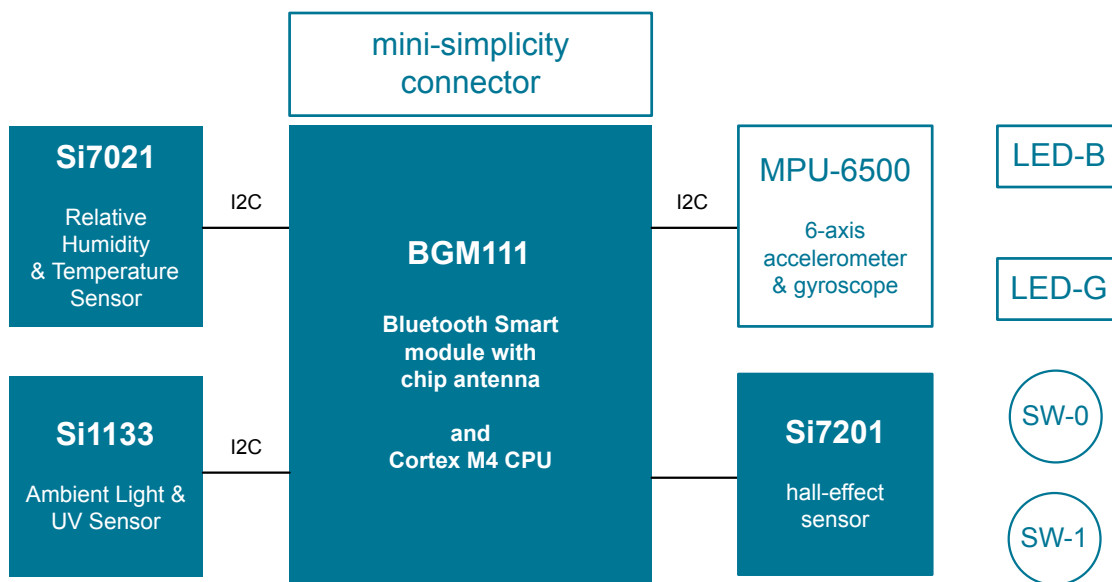 mini-simplicity
connector
Si7021
Relative
Humidity
& Temperature
Sensor
I2C
BGM111
Bluetooth Smart
module with
chip antenna
and
Cortex M4 CPU
I2C
MPU-6500
6-axis
accelerometer
& gyroscope
LED-B
LED-G
Si1133
Ambient Light &
UV Sensor
I2C
Si7201
hall-effect
sensor
SW-0
SW-1